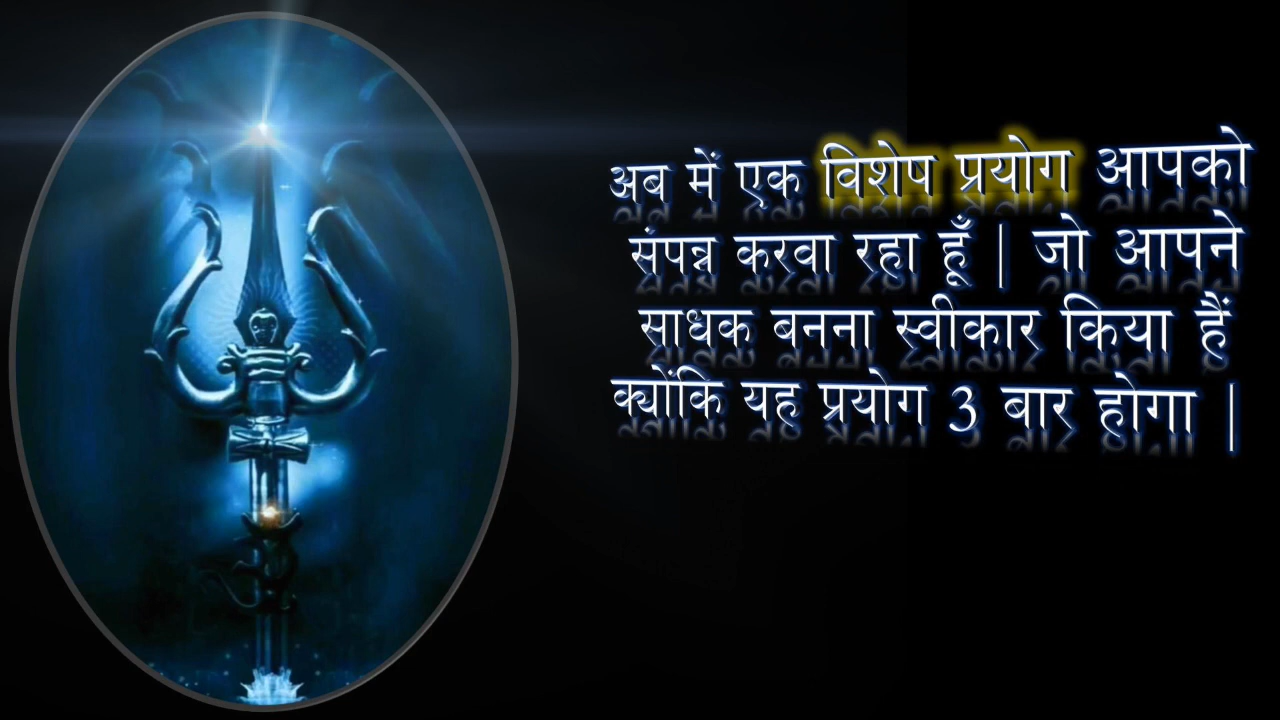 अब में एक विशेष प्रयोग आपको
संपन्न करवा रहा हूँ | जो आपने
साधक बनना स्वीकार किया हैं
क्योंकि यह प्रयोग 3 बार होगा |